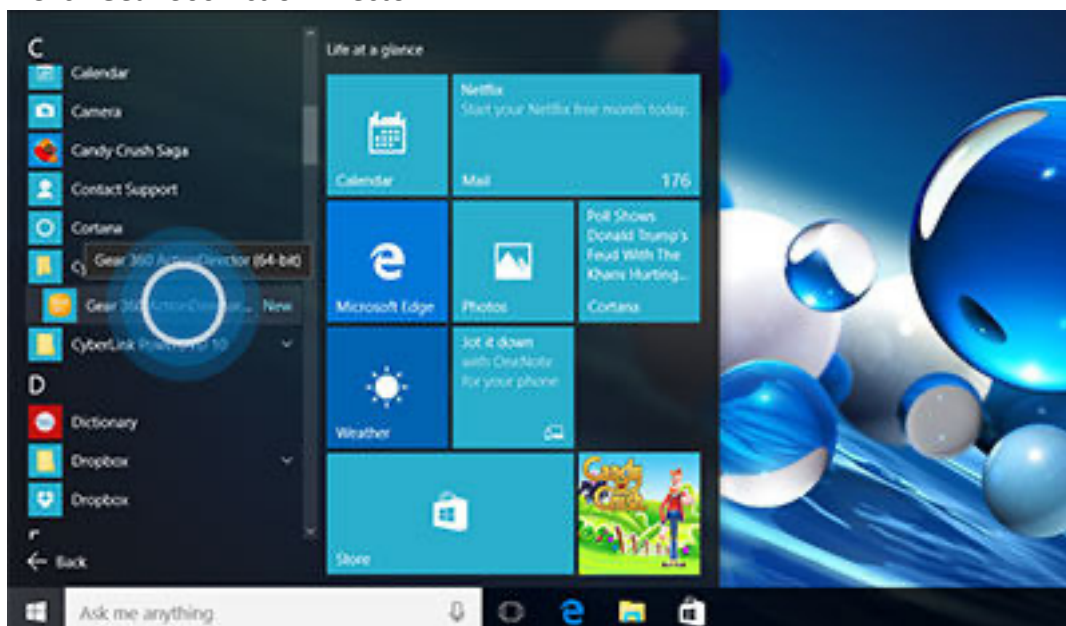 C
Calendar
Camera
Candy Crush Saga
Contact Support
Cortana
Gear 360 ActionDirector (64-bit)
Gear 360 New
CyberLink 10
D
Dictionary
Dropbox
Dropbox
Back
Life at a glance
Calendar
Netflix
Start your Netflix free month today.
Mail 176
Microsoft Edge
Photos
Poll Shows
Donald Trump's
Feud With The
Khans Hurting...
Cortana
Weather
Jot it down
with OneNote
for your phone
Store
Candy
Crush
Ask me anything